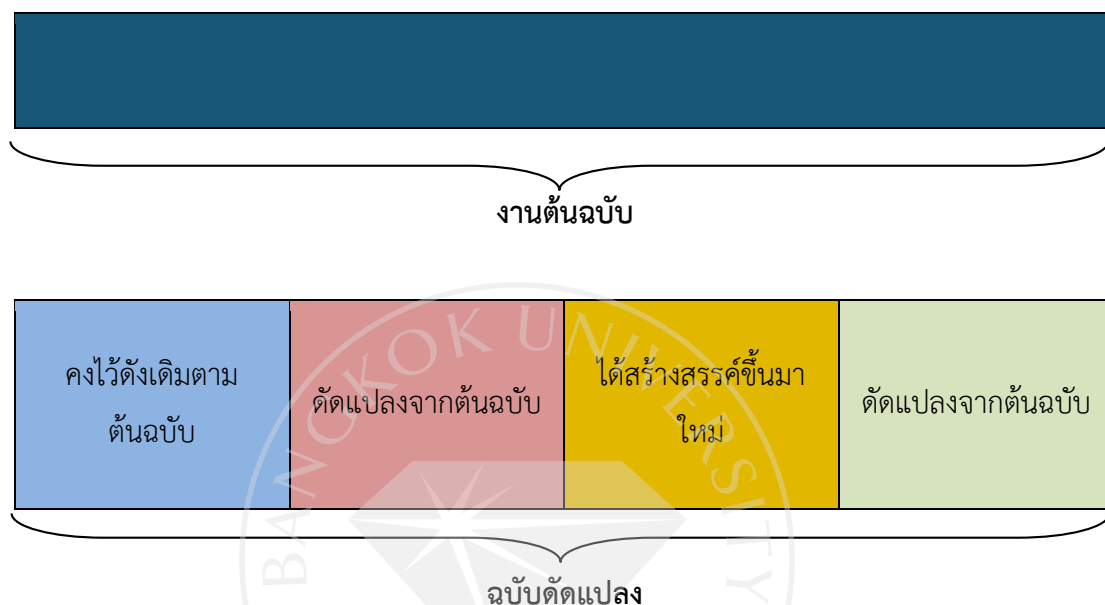 งานต้นฉบับ
คงไว้ดังเดิมตาม
ต้นฉบับ
ดัดแปลงจากต้นฉบับ
ได้สร้างสรรค์ขึ้นมา
ใหม่
ดัดแปลงจากต้นฉบับ
BANGKOK UNIVERSITY
ฉบับดัดแปลง